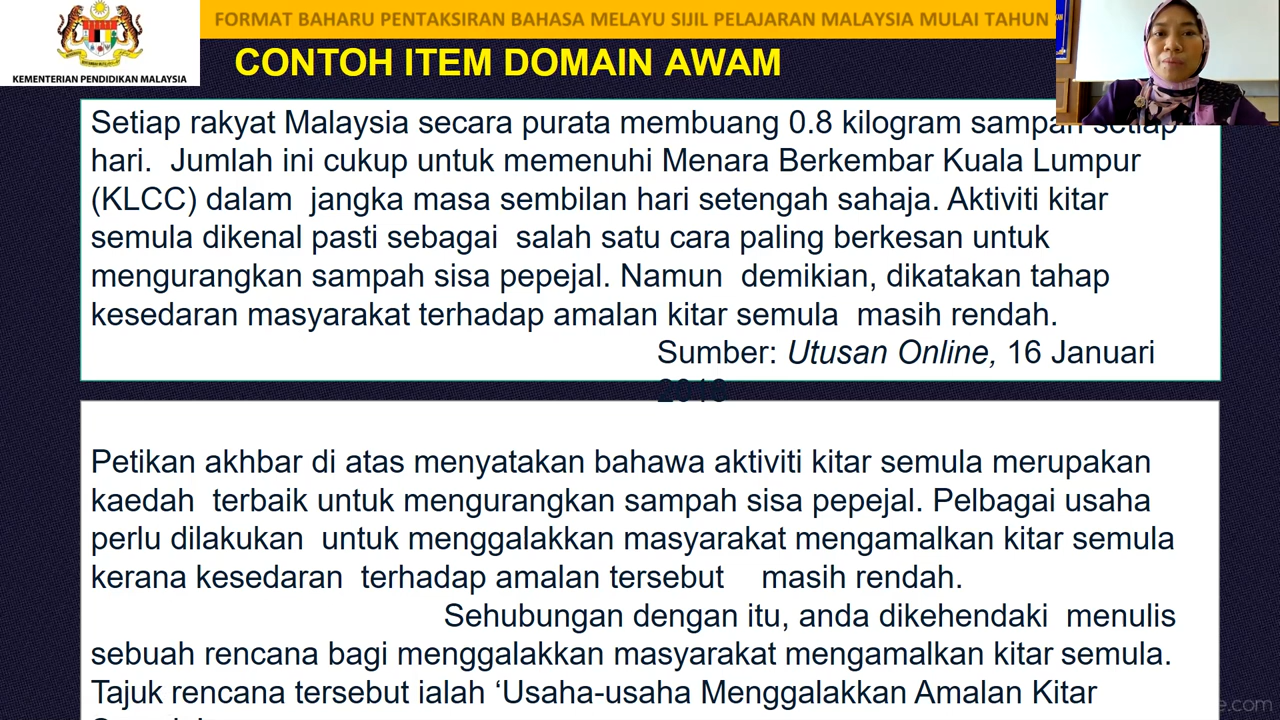 FORMAT BAHARU PENTAKSIRAN BAHASA MELAYU SIJIL PELAJARAN MALAYSIA MULAI TAHUN
KEMENTERIAN PENDIDIKAN MALAYSIA
CONTOH ITEM DOMAIN AWAM
Setiap rakyat Malaysia secara purata membuang 0.8 kilogram sampah setiap
hari. Jumlah ini cukup untuk memenuhi Menara Berkembar Kuala Lumpur
(KLCC) dalam jangka masa sembilan hari setengah sahaja. Aktiviti kitar
semula dikenal pasti sebagai salah satu cara paling berkesan untuk
mengurangkan sampah sisa pepejal. Namun demikian, dikatakan tahap
kesedaran masyarakat terhadap amalan kitar semula masih rendah.
Sumber: Utusan Online, 16 Januari
Petikan akhbar di atas menyatakan bahawa aktiviti kitar semula merupakan
kaedah terbaik untuk mengurangkan sampah sisa pepejal. Pelbagai usaha
perlu dilakukan untuk menggalakkan masyarakat mengamalkan kitar semula
kerana kesedaran terhadap amalan tersebut masih rendah.
Sehubungan dengan itu, anda dikehendaki menulis
sebuah rencana bagi menggalakkan masyarakat mengamalkan kitar semula.
Tajuk rencana tersebut ialah ‘Usaha-usaha Menggalakkan Amalan Kitar